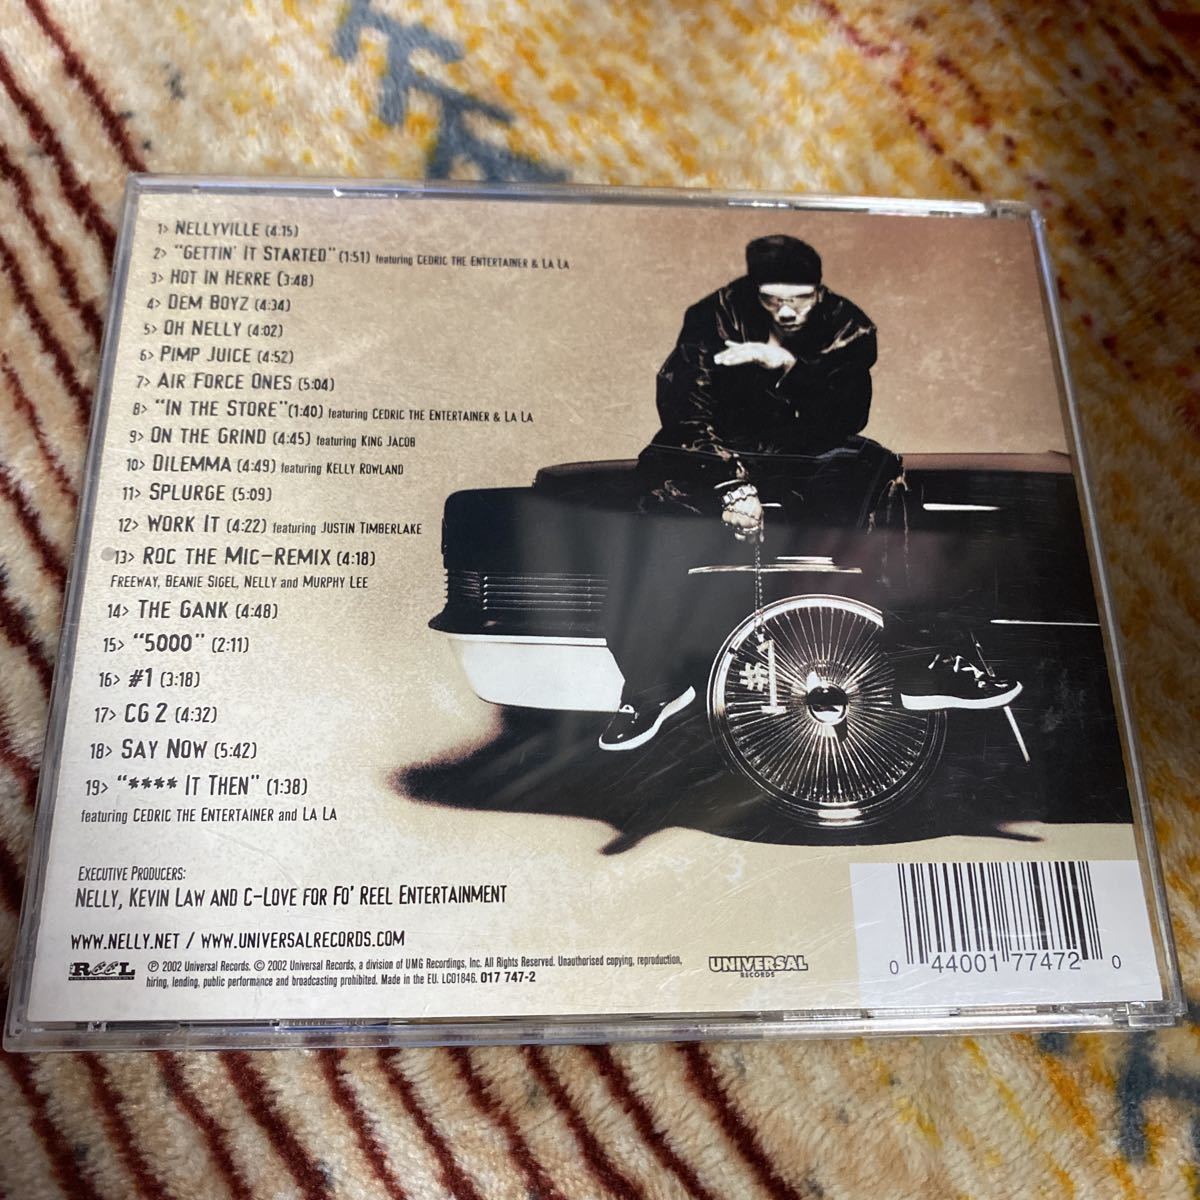 1> NELLYVILLE (4:15)
2> "GETTIN' IT STARTED" (1:51) featuring CEDRIC THE ENTERTAINER & LA LA
3> HOT IN HERRE (3:48)
4> DEM BOYZ (4:34)
5> OH NELLY (4:02)
6> PIMP JUICE (4:52)
7> AIR FORCE ONES (5:04)
8> "IN THE STORE"(1:40) featuring CEDRIC THE ENTERTAINER & LA LA
9> ON THE GRIND (4:45) featuring KING JACOB
10> DILEMMA (4:49) featuring KELLY ROWLAND
11> SPLURGE (5:09)
12> WORK IT (4:22) featuring JUSTIN TIMBERLAKE
13> ROC THE MIC-REMIX (4:18)
FREEWAY, BEANIE SIGEL, NELLY AND MURPHY LEE
14> THE GANK (4:48)
15> "5000" (2:11)
16> #1 (3:18)
17> CG 2 (4:32)
18> SAY NOW (5:42)
19> "**** IT THEN" (1:38)
featuring CEDRIC THE ENTERTAINER and LA LA
#1
EXECUTIVE PRODUCERS:
NELLY, KEVIN LAW AND C-LOVE FOR FO' REEL ENTERTAINMENT
WWW.NELLY.NET / WWW.UNIVERSALRECORDS.COM
REEL
℗ 2002 Universal Records. © 2002 Universal Records, a division of UMG Recordings, Inc. All Rights Reserved. Unauthorised copying, reproduction,
hiring, lending, public performance and broadcasting prohibited. Made in the EU. LC01846. 017 747-2
UNIVERSAL
RECORDS
0 44001 77472 0